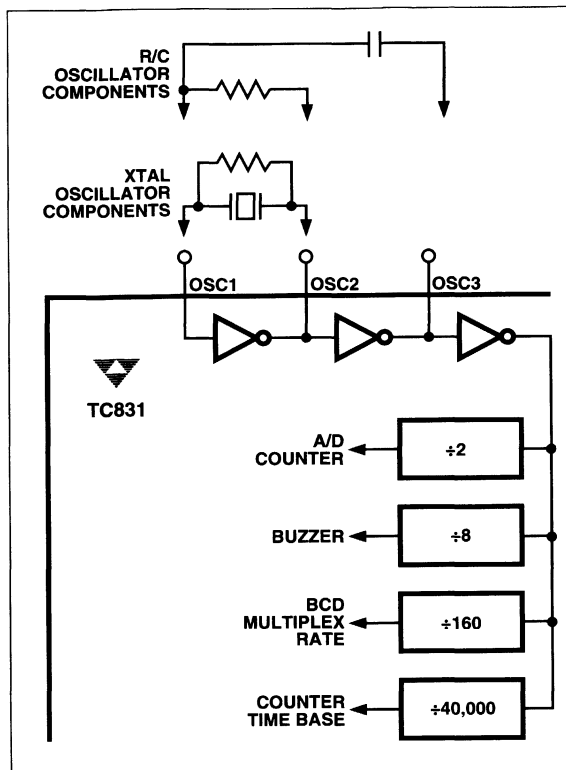 R/C
OSCILLATOR
COMPONENTS
XTAL
OSCILLATOR
COMPONENTS
OSC1 OSC2 OSC3
TC831
A/D
COUNTER
÷2
BUZZER
÷8
BCD
MULTIPLEX
RATE
÷160
COUNTER
TIME BASE
÷40,000